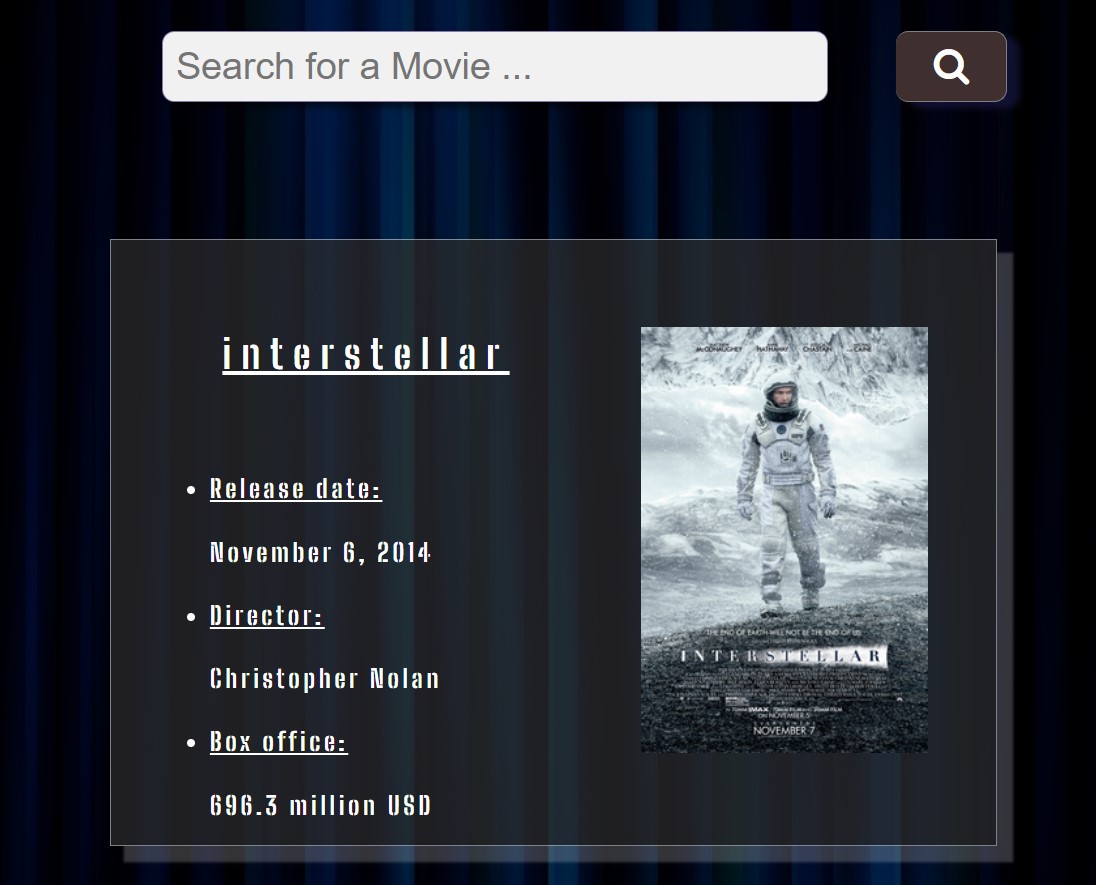 Search for a Movie ...
interstellar
Release date:
November 6, 2014
Director:
Christopher Nolan
Box office:
696.3 million USD
McCONAUGHEY HATHAWAY CHASTAIN CAINE
THE END OF EARTH WILL NOT BE THE END OF US
INTERSTELLAR
IMAX
ON NOVEMBER 5
NOVEMBER 7